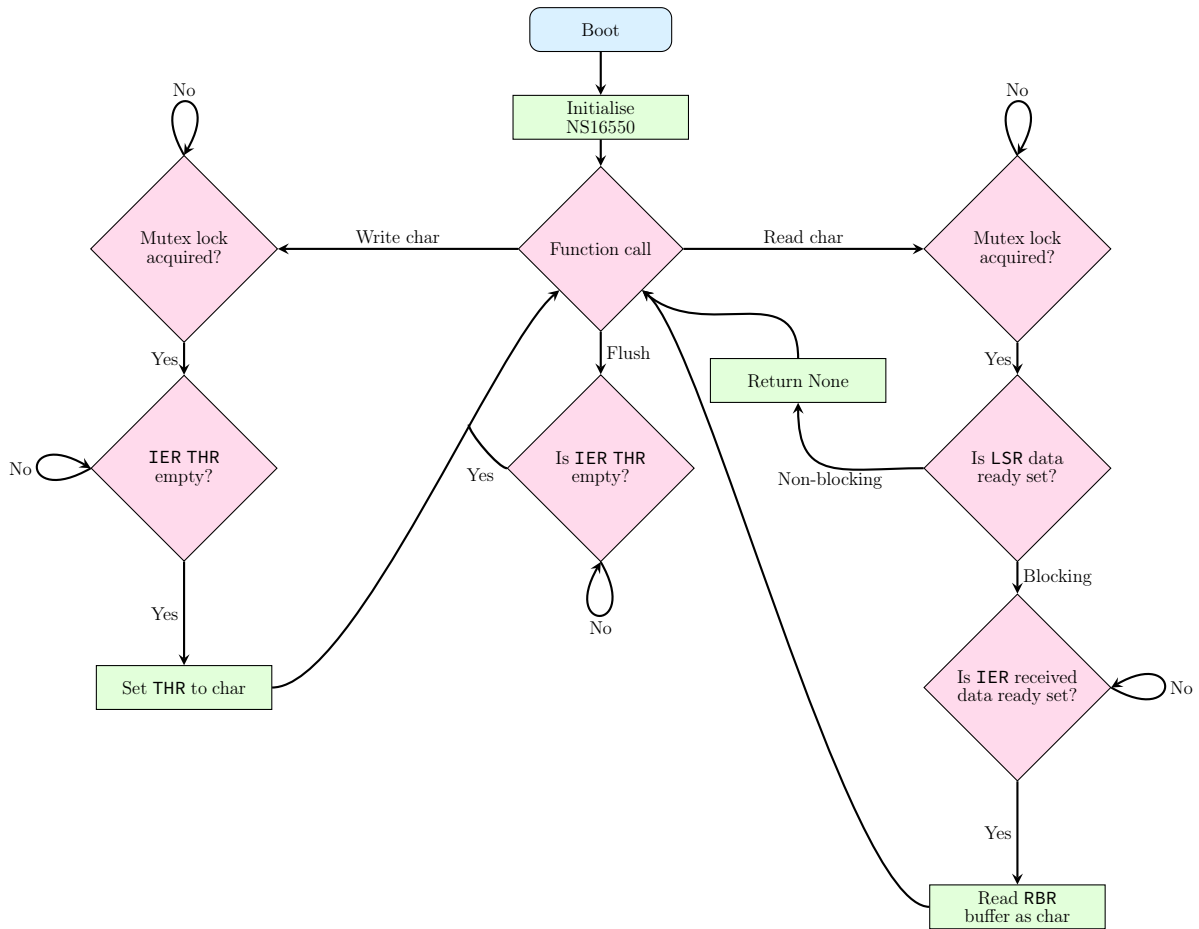 Boot
No
Initialise
NS16550
No
Mutex lock
acquired?
Write char
Function call
Read char
Mutex lock
acquired?
Yes
Flush
Yes
Return None
No
IER THR
empty?
Yes
Is IER THR
empty?
Non-blocking
Is LSR data
ready set?
Blocking
Yes
No
Set THR to char
Is IER received
data ready set?
No
Yes
Read RBR
buffer as char